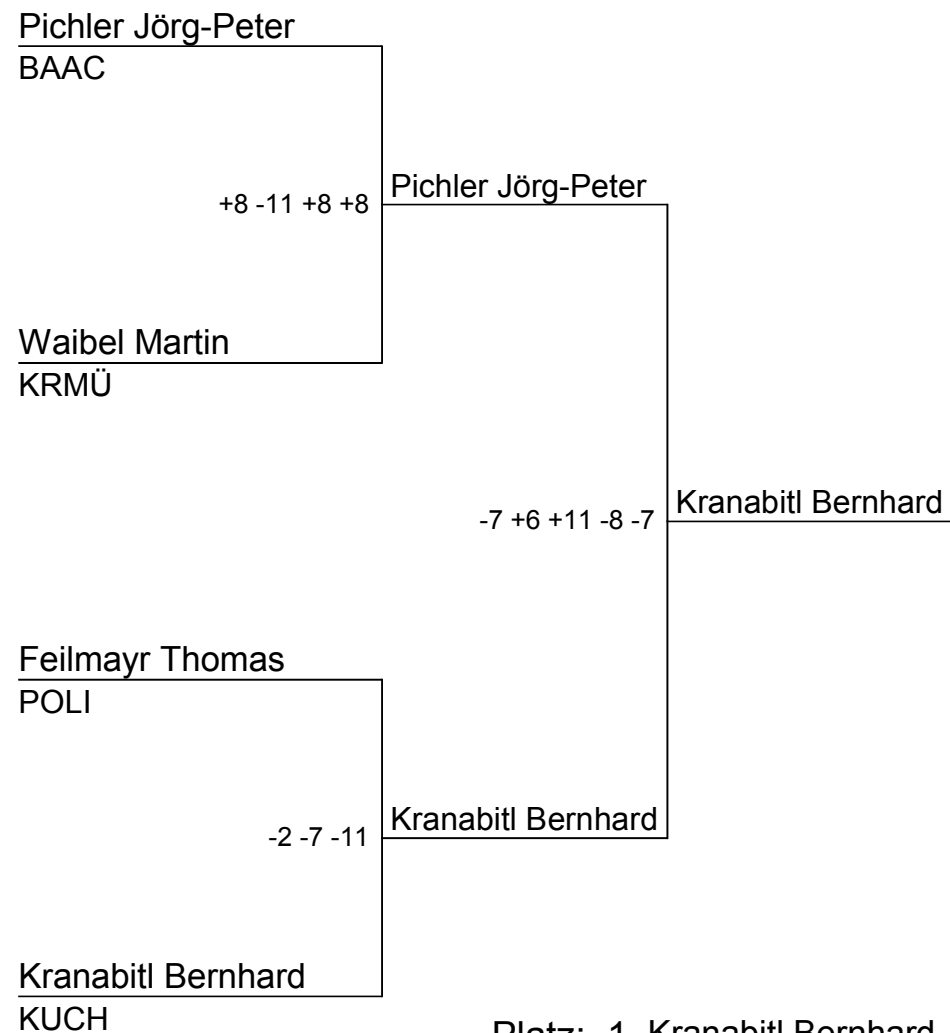 Pichler Jörg-Peter
BAAC
+8 -11 +8 +8
Pichler Jörg-Peter
Waibel Martin
KRMÜ
-7 +6 +11 -8 -7
Kranabitl Bernhard
Feilmayr Thomas
POLI
-2 -7 -11
Kranabitl Bernhard
Kranabitl Bernhard
KUCH
Platz: 1. Kranabitl Bernhard